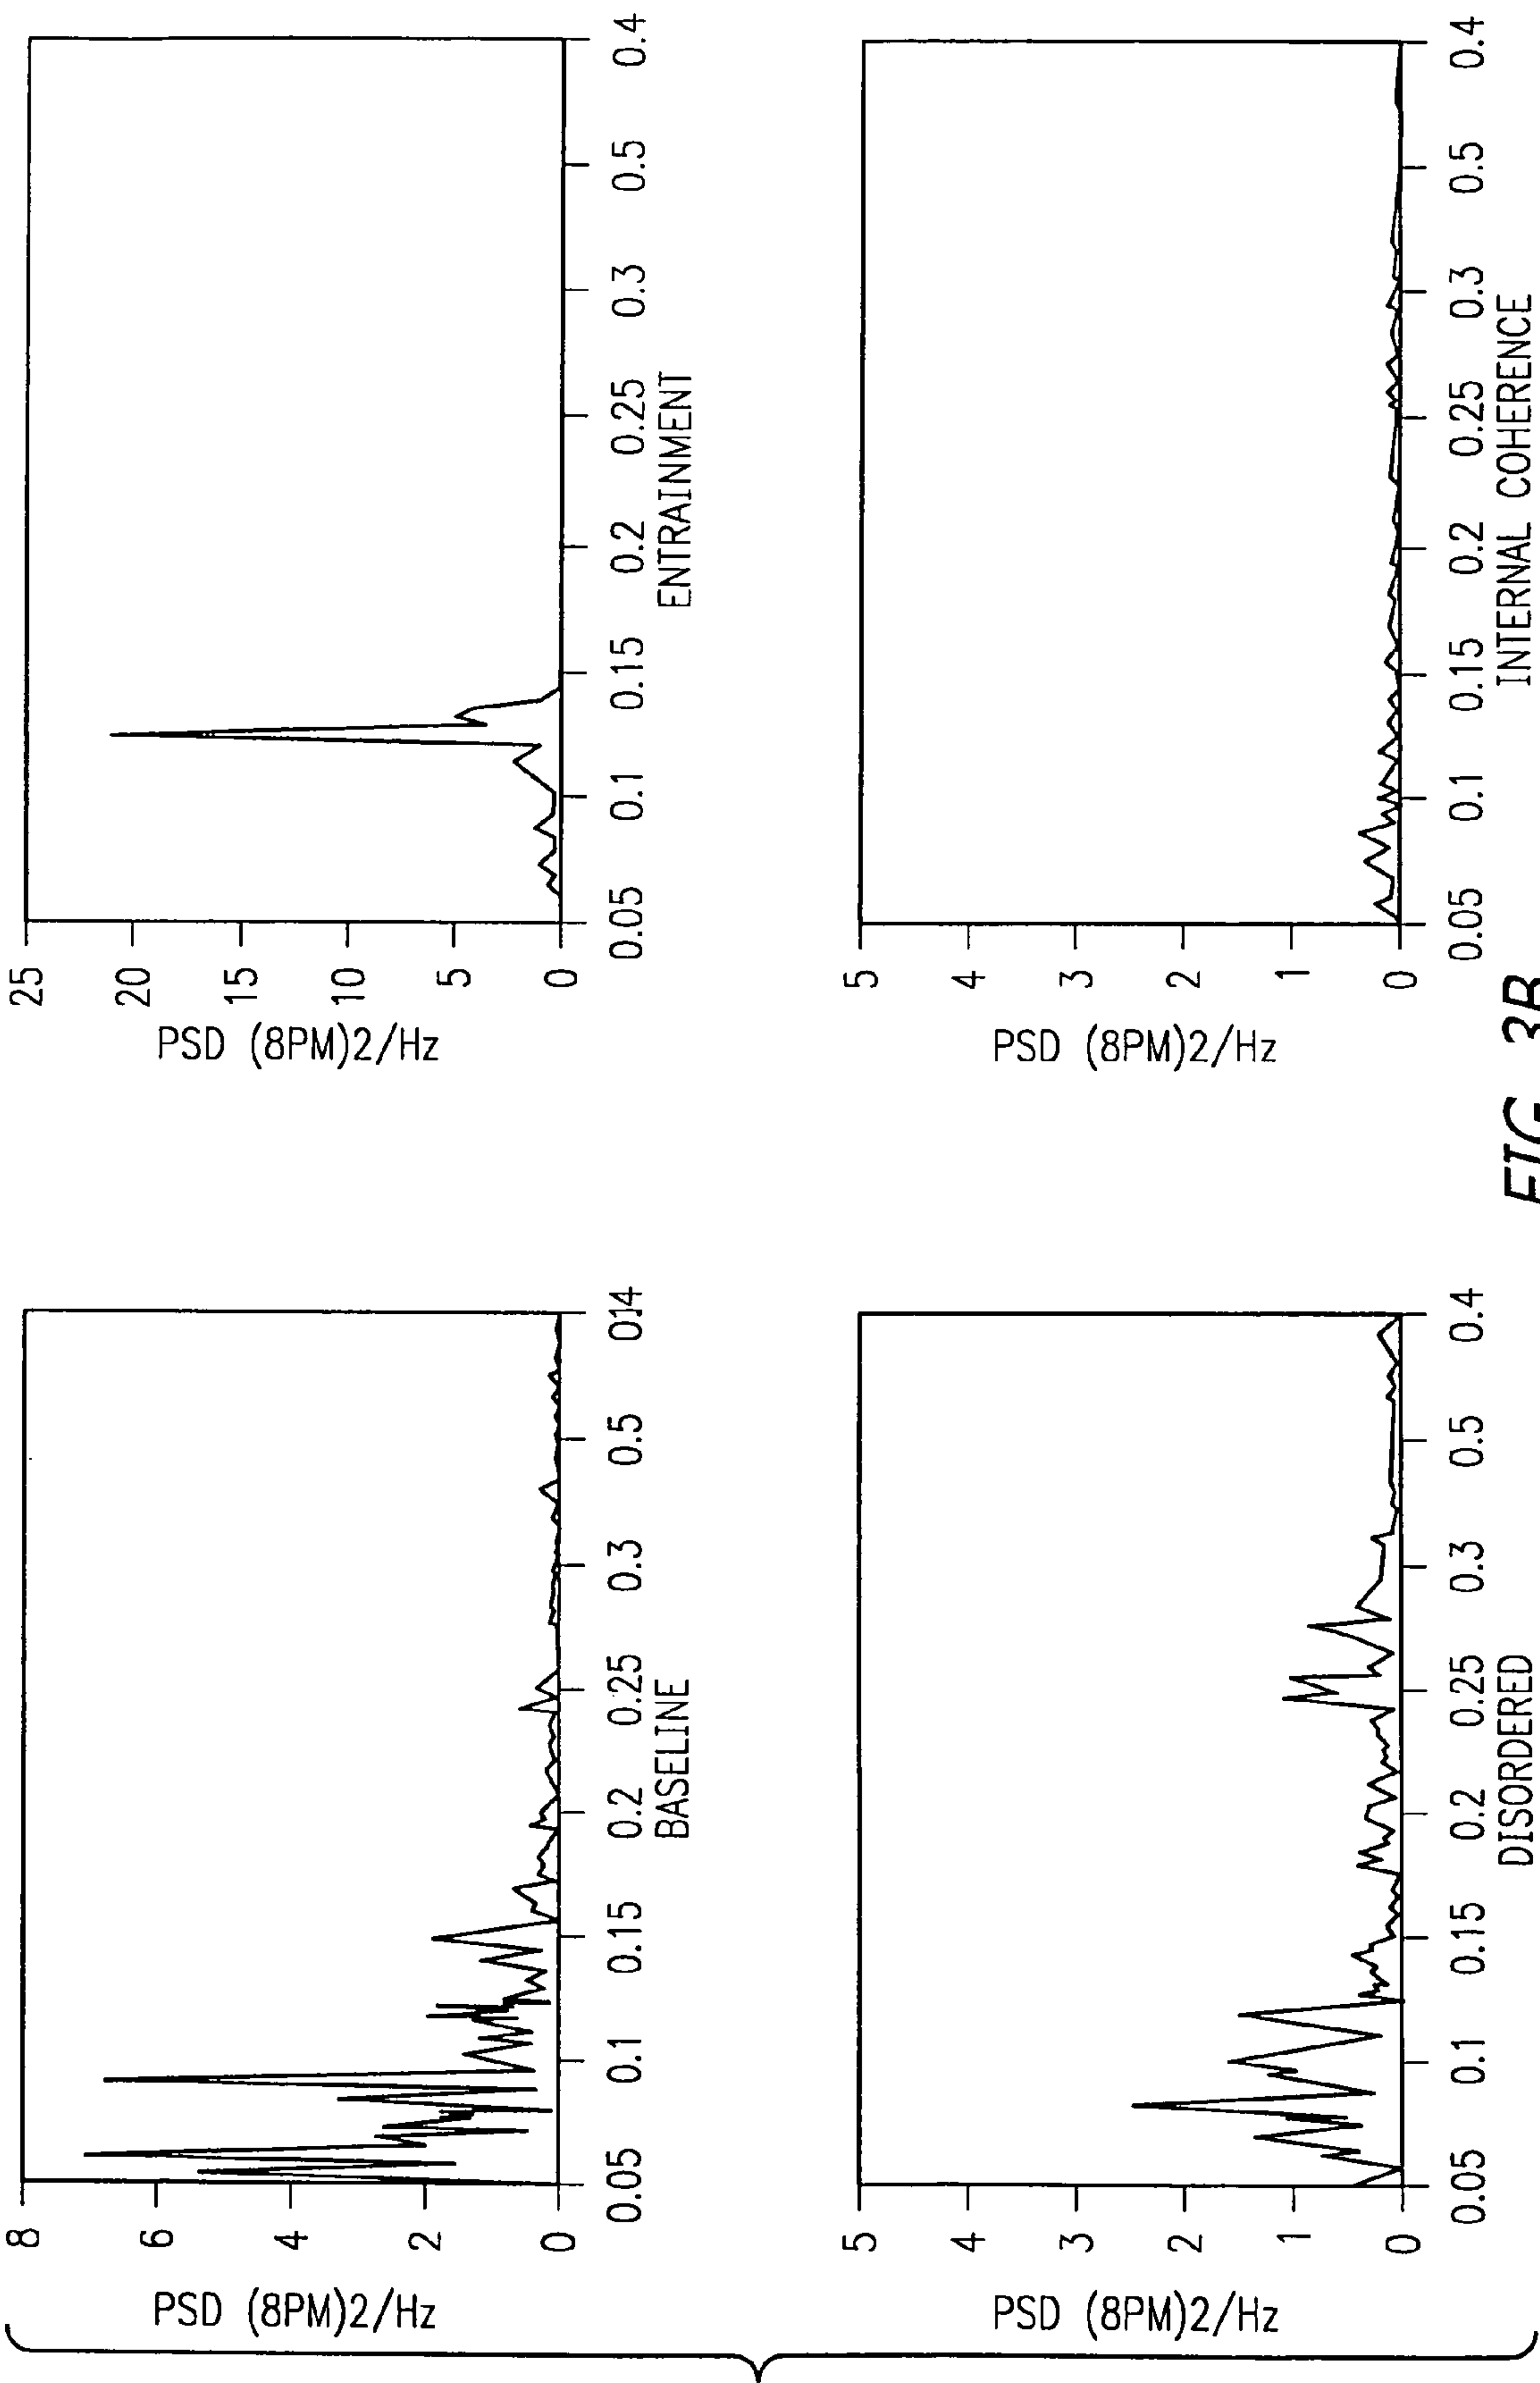 8
6
4
2
0
PSD (8PM)2/Hz
0.05 0.1 0.15 0.2 0.25 0.3 0.5 014
BASELINE
25
20
15
10
5
0
PSD (8PM)2/Hz
0.05 0.1 0.15 0.2 0.25 0.3 0.5 0.4
ENTRAINMENT
5
4
3
2
1
0
PSD (8PM)2/Hz
0.05 0.1 0.15 0.2 0.25 0.3 0.5 0.4
DISORDERED
5
4
3
2
1
0
PSD (8PM)2/Hz
0.05 0.1 0.15 0.2 0.25 0.3 0.5 0.4
INTERNAL COHERENCE
FIG 3B